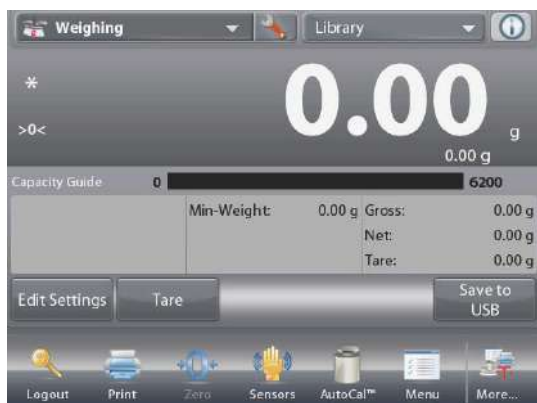 Weighing Library
*
0.00 g
>0<
0.00 g
Capacity Guide 0 6200
Min-Weight: 0.00 g Gross: 0.00 g
Net: 0.00 g
Tare: 0.00 g
Edit Settings Tare Save to
USB
Logout Print Zero Sensors AutoCal™ Menu More...